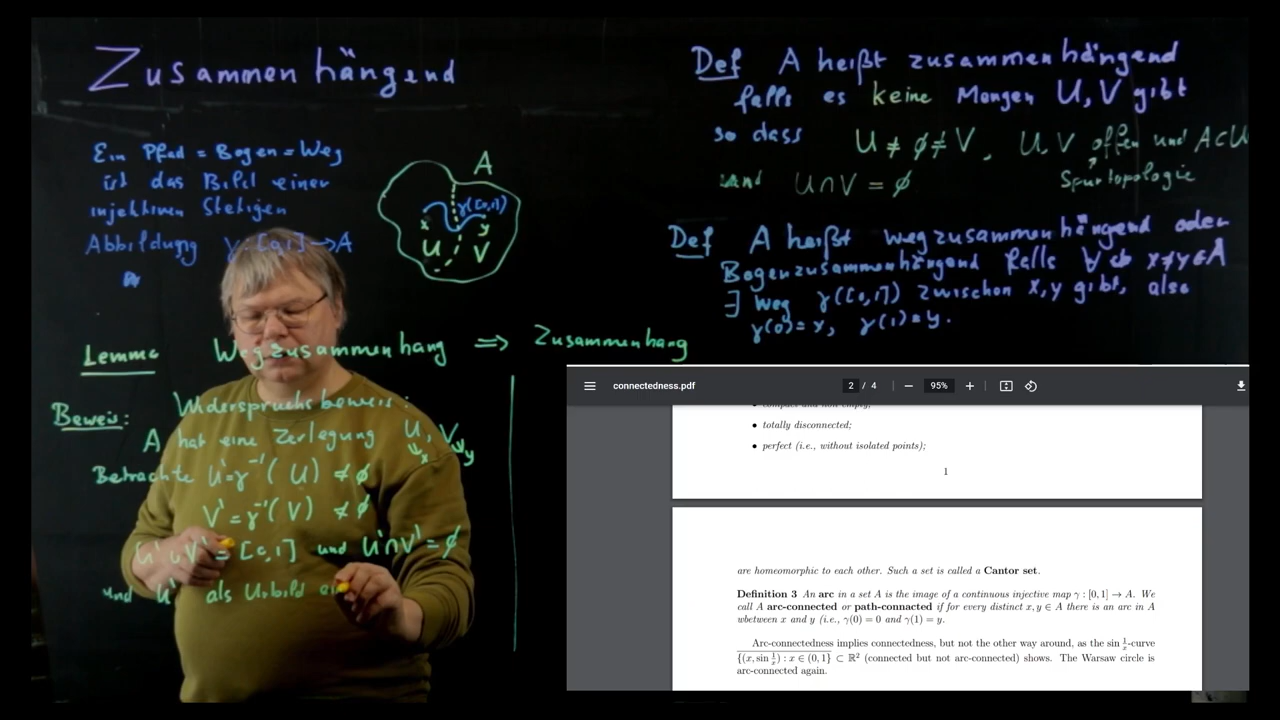 Zusammenhängend
Ein Pfad = Bogen = Weg
ist das Bild einer
injektiven stetigen
Abbildung γ: [0,1] → A
A
γ([0,1])
x
y
U
V
Def A heißt zusammenhängend
falls es keine Mengen U, V gibt
so dass U ≠ ∅ ≠ V, U, V offen und A⊂U
Spurtopologie
und U∩V = ∅
Def A heißt wegzusammenhängend oder
Bogenzusammenhängend falls ∀ x≠y∈A
∃ Weg γ([0,1]) zwischen x,y gibt, also
γ(0)=x, γ(1)=y.
Lemma Wegzusammenhang ⟹ Zusammenhang
Beweis: Widerspruchsbeweis:
A hat eine Zerlegung U, V
x y
Betrachte U'=γ⁻¹(U) ≠ ∅
V'=γ⁻¹(V) ≠ ∅
U'∪V' = [0,1] und U'∩V' = ∅
und U' als Urbild ei
connectedness.pdf 2 / 4 95%
• compact and non-empty;
• totally disconnected;
• perfect (i.e., without isolated points);
1
are homeomorphic to each other. Such a set is called a Cantor set.
Definition 3 An arc in a set A is the image of a continuous injective map γ : [0,1] → A. We
call A arc-connected or path-connacted if for every distinct x, y ∈ A there is an arc in A
wbetween x and y (i.e., γ(0) = 0 and γ(1) = y.
Arc-connectedness implies connectedness, but not the other way around, as the sin 1/x-curve
{(x, sin 1/x) : x ∈ (0,1} ⊂ ℝ² (connected but not arc-connected) shows. The Warsaw circle is
arc-connected again.